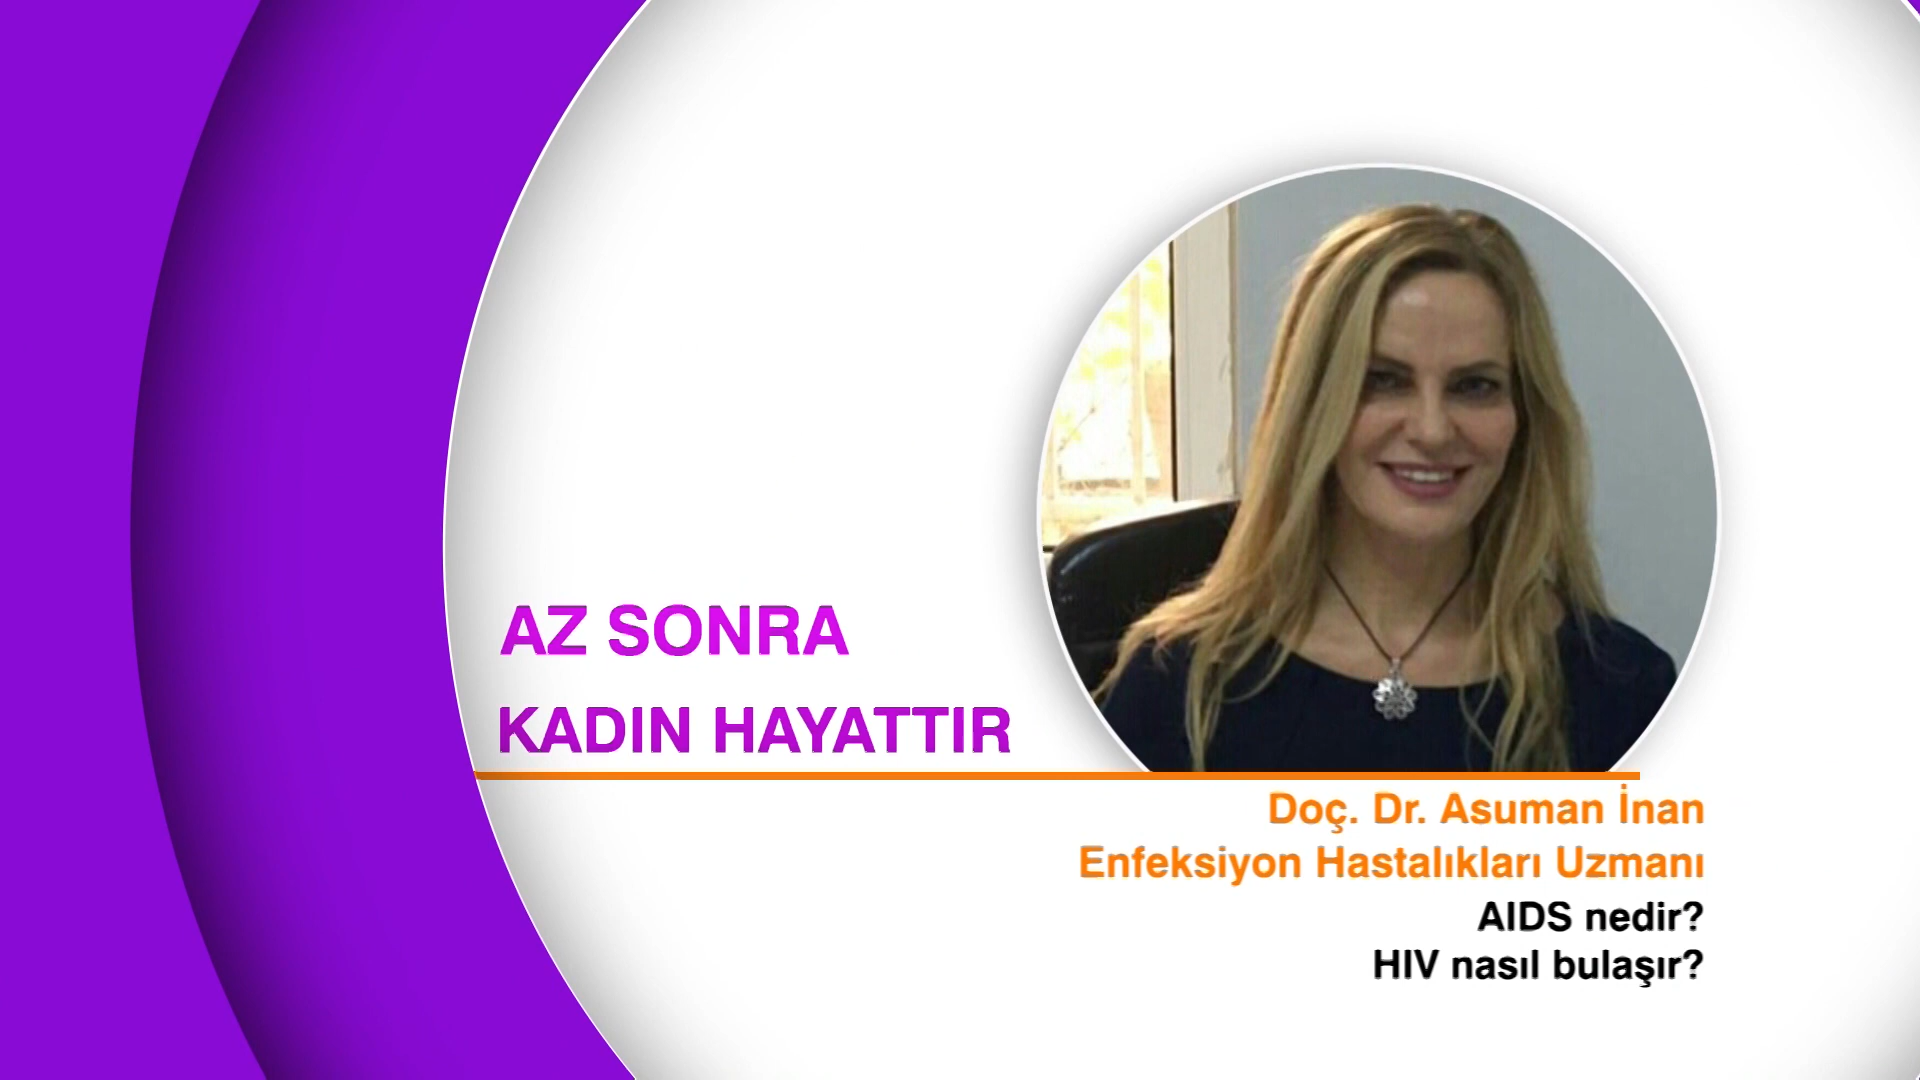 AZ SONRA
KADIN HAYATTIR
Doç. Dr. Asuman İnan
Enfeksiyon Hastalıkları Uzmanı
AIDS nedir?
HIV nasıl bulaşır?